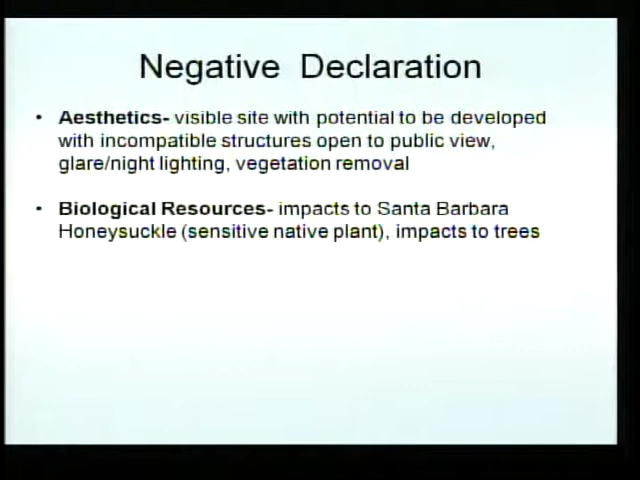 Negative Declaration
• Aesthetics- visible site with potential to be developed
with incompatible structures open to public view,
glare/night lighting, vegetation removal
• Biological Resources- impacts to Santa Barbara
Honeysuckle (sensitive native plant), impacts to trees